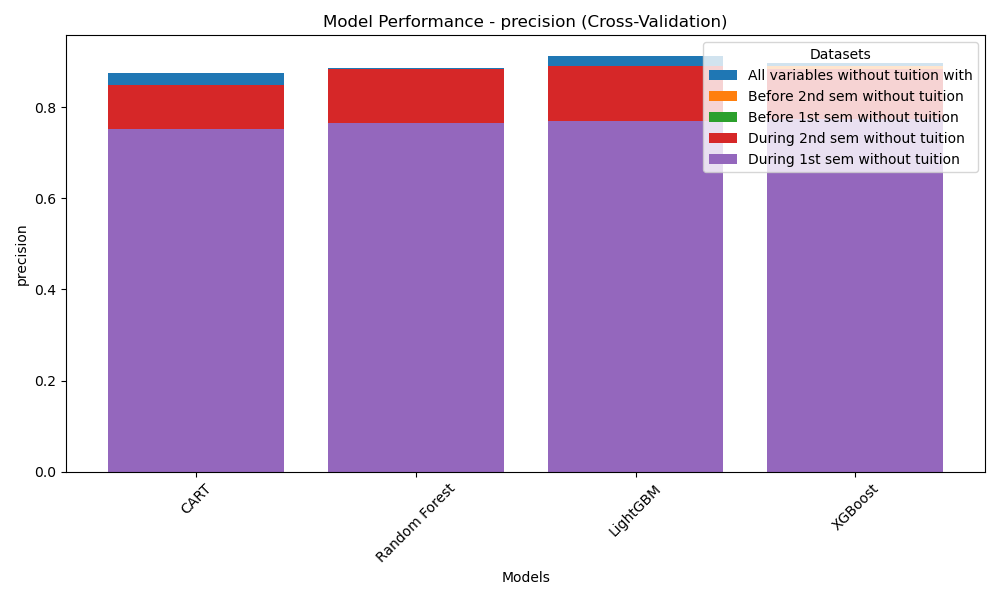 Model Performance - precision (Cross-Validation)
Datasets
All variables without tuition with
Before 2nd sem without tuition
Before 1st sem without tuition
During 2nd sem without tuition
During 1st sem without tuition
precision
0.8
0.6
0.4
0.2
0.0
CART
Random Forest
LightGBM
XGBoost
Models